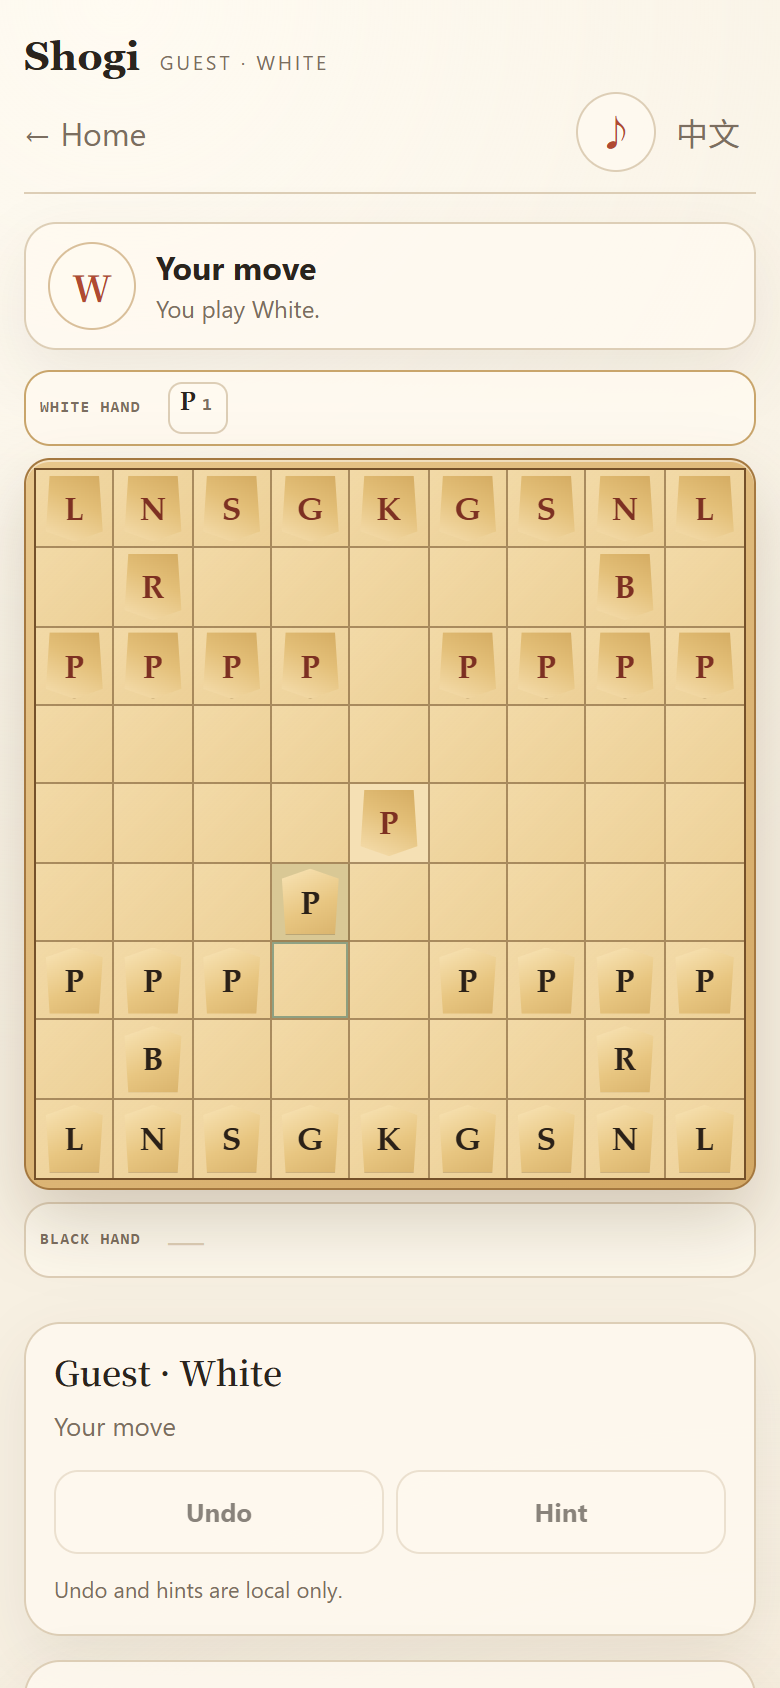 Shogi GUEST · WHITE
← Home ♪ 中文
W
Your move
You play White.
WHITE HAND P 1
L N S G K G S N L
R B
P P P P P P P P
P
P
P P P P P P P
B R
L N S G K G S N L
BLACK HAND —
Guest · White
Your move
Undo Hint
Undo and hints are local only.